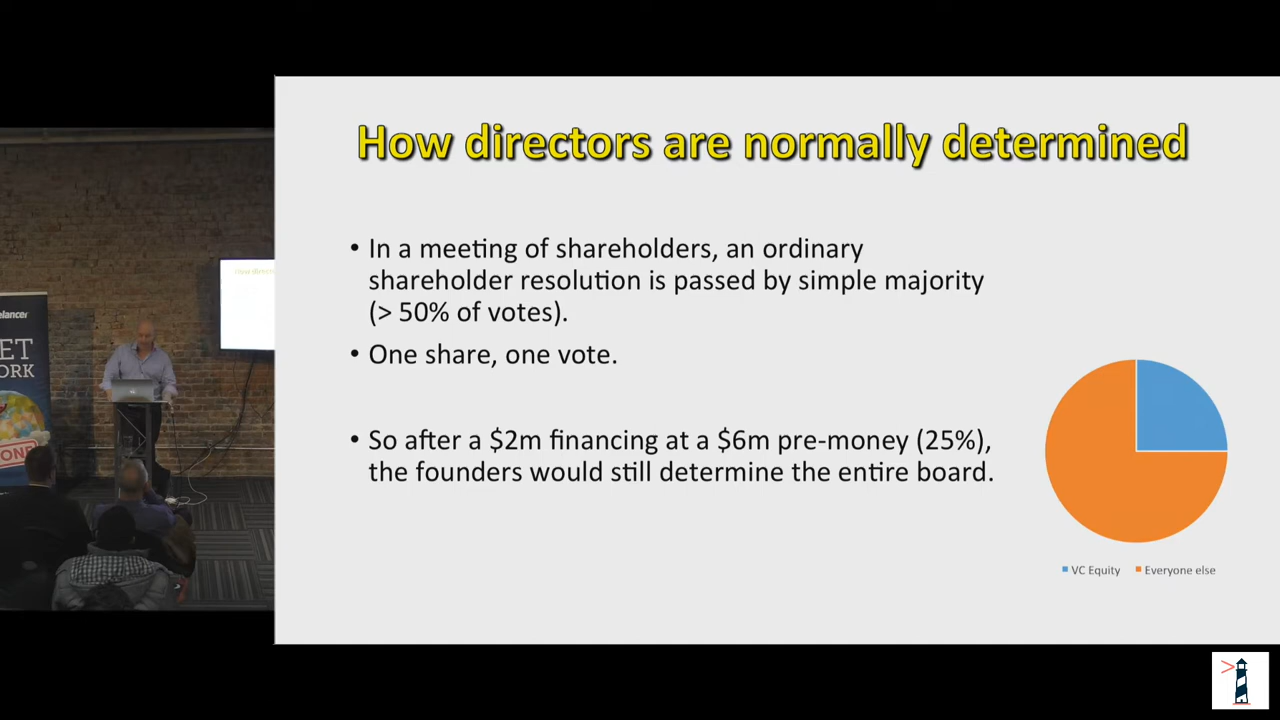 How directors are normally determined
• In a meeting of shareholders, an ordinary
shareholder resolution is passed by simple majority
(> 50% of votes).
• One share, one vote.
• So after a $2m financing at a $6m pre-money (25%),
the founders would still determine the entire board.
VC Equity
Everyone else
elancer
ET
ORK